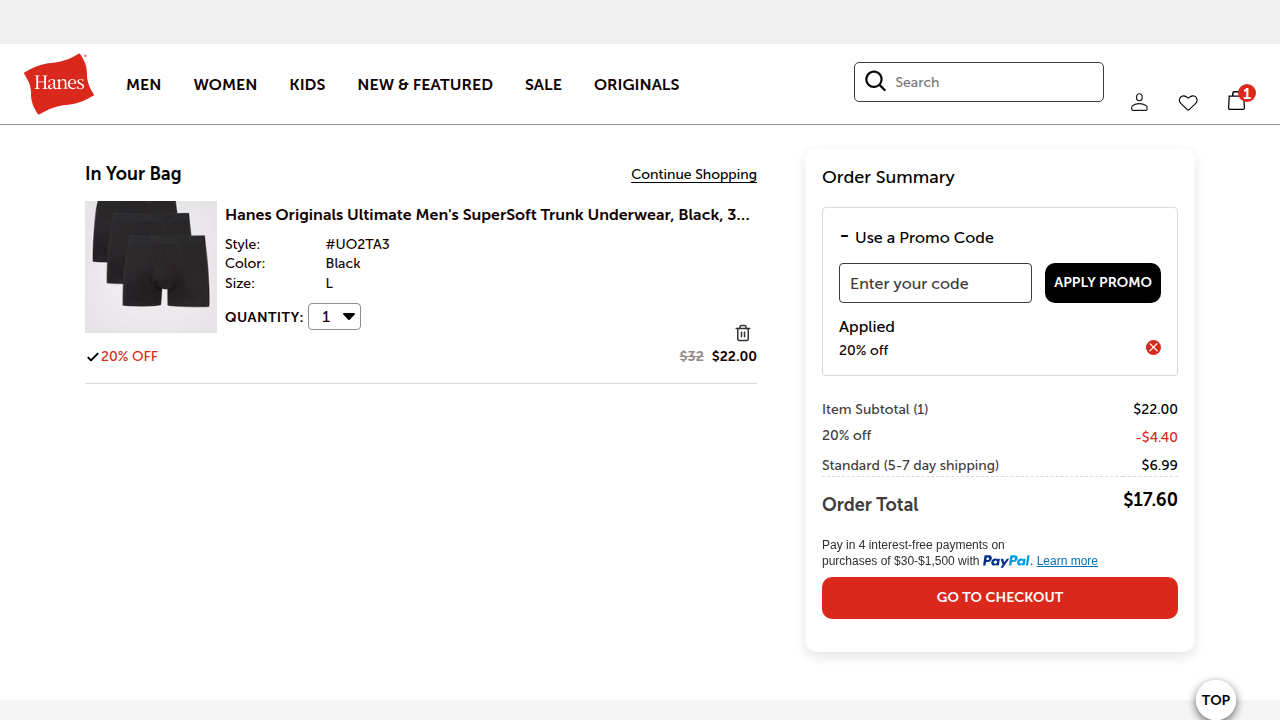 Hanes
MEN
WOMEN
KIDS
NEW & FEATURED
SALE
ORIGINALS
Search
1
In Your Bag
Continue Shopping
Hanes Originals Ultimate Men's SuperSoft Trunk Underwear, Black, 3...
Style: #UO2TA3
Color: Black
Size: L
QUANTITY: 1
20% OFF
$32 $22.00
Order Summary
- Use a Promo Code
Enter your code
APPLY PROMO
Applied
20% off
Item Subtotal (1) $22.00
20% off -$4.40
Standard (5-7 day shipping) $6.99
Order Total $17.60
Pay in 4 interest-free payments on
purchases of $30-$1,500 with PayPal. Learn more
GO TO CHECKOUT
TOP